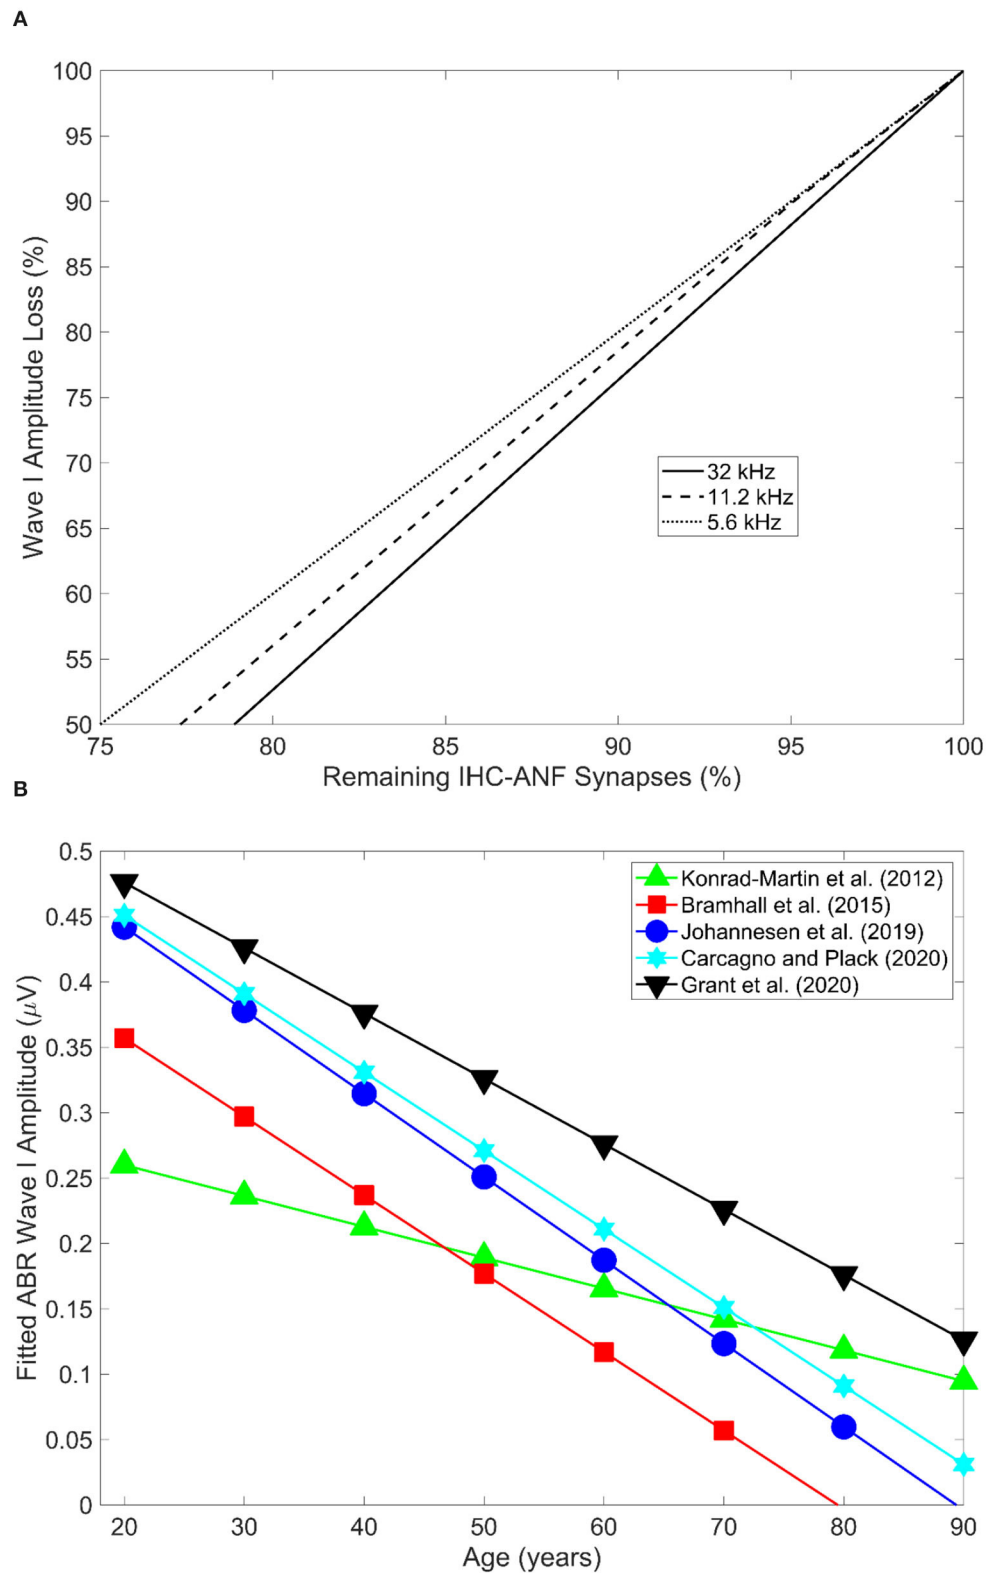 A
100
95
90
85
80
75
70
65
60
55
50
Wave I Amplitude Loss (%)
32 kHz
11.2 kHz
5.6 kHz
75 80 85 90 95 100
Remaining IHC-ANF Synapses (%)
B
0.5
0.45
0.4
0.35
0.3
0.25
0.2
0.15
0.1
0.05
0
Fitted ABR Wave I Amplitude (μV)
Konrad-Martin et al. (2012)
Bramhall et al. (2015)
Johannesen et al. (2019)
Carcagno and Plack (2020)
Grant et al. (2020)
20 30 40 50 60 70 80 90
Age (years)